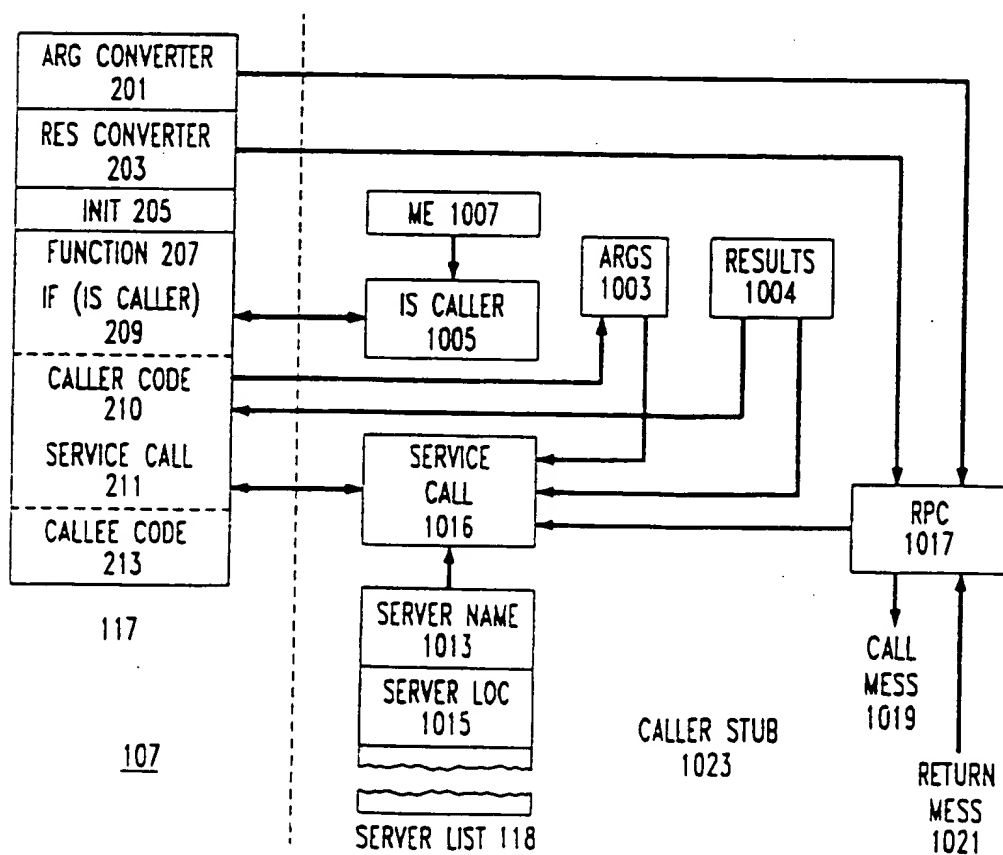 ARG CONVERTER
201
RES CONVERTER
203
INIT 205
FUNCTION 207
IF (IS CALLER)
209
CALLER CODE
210
SERVICE CALL
211
CALLEE CODE
213
117
107
ME 1007
IS CALLER
1005
ARGS
1003
RESULTS
1004
SERVICE
CALL
1016
SERVER NAME
1013
SERVER LOC
1015
SERVER LIST 118
CALLER STUB
1023
RPC
1017
CALL
MESS
1019
RETURN
MESS
1021